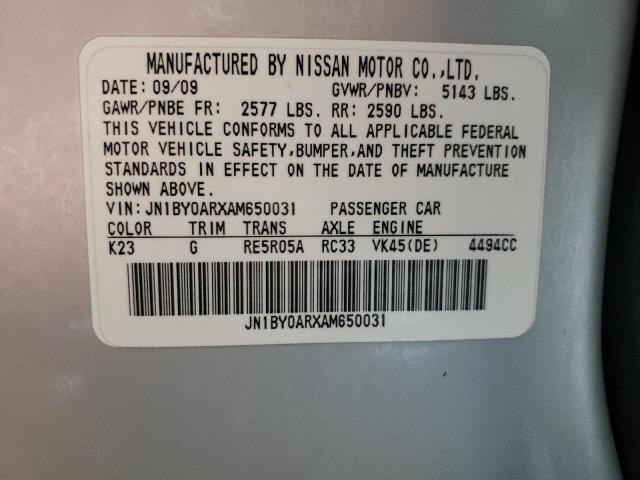 MANUFACTURED BY NISSAN MOTOR CO.,LTD.
DATE: 09/09 GVWR/PNBV: 5143 LBS.
GAWR/PNBE FR: 2577 LBS. RR: 2590 LBS.
THIS VEHICLE CONFORMS TO ALL APPLICABLE FEDERAL
MOTOR VEHICLE SAFETY,BUMPER,AND THEFT PREVENTION
STANDARDS IN EFFECT ON THE DATE OF MANUFACTURE
SHOWN ABOVE.
VIN:JN1BY0ARXAM650031 PASSENGER CAR
COLOR TRIM TRANS AXLE ENGINE
K23 G RE5R05A RC33 VK45(DE) 4494CC
JN1BY0ARXAM650031